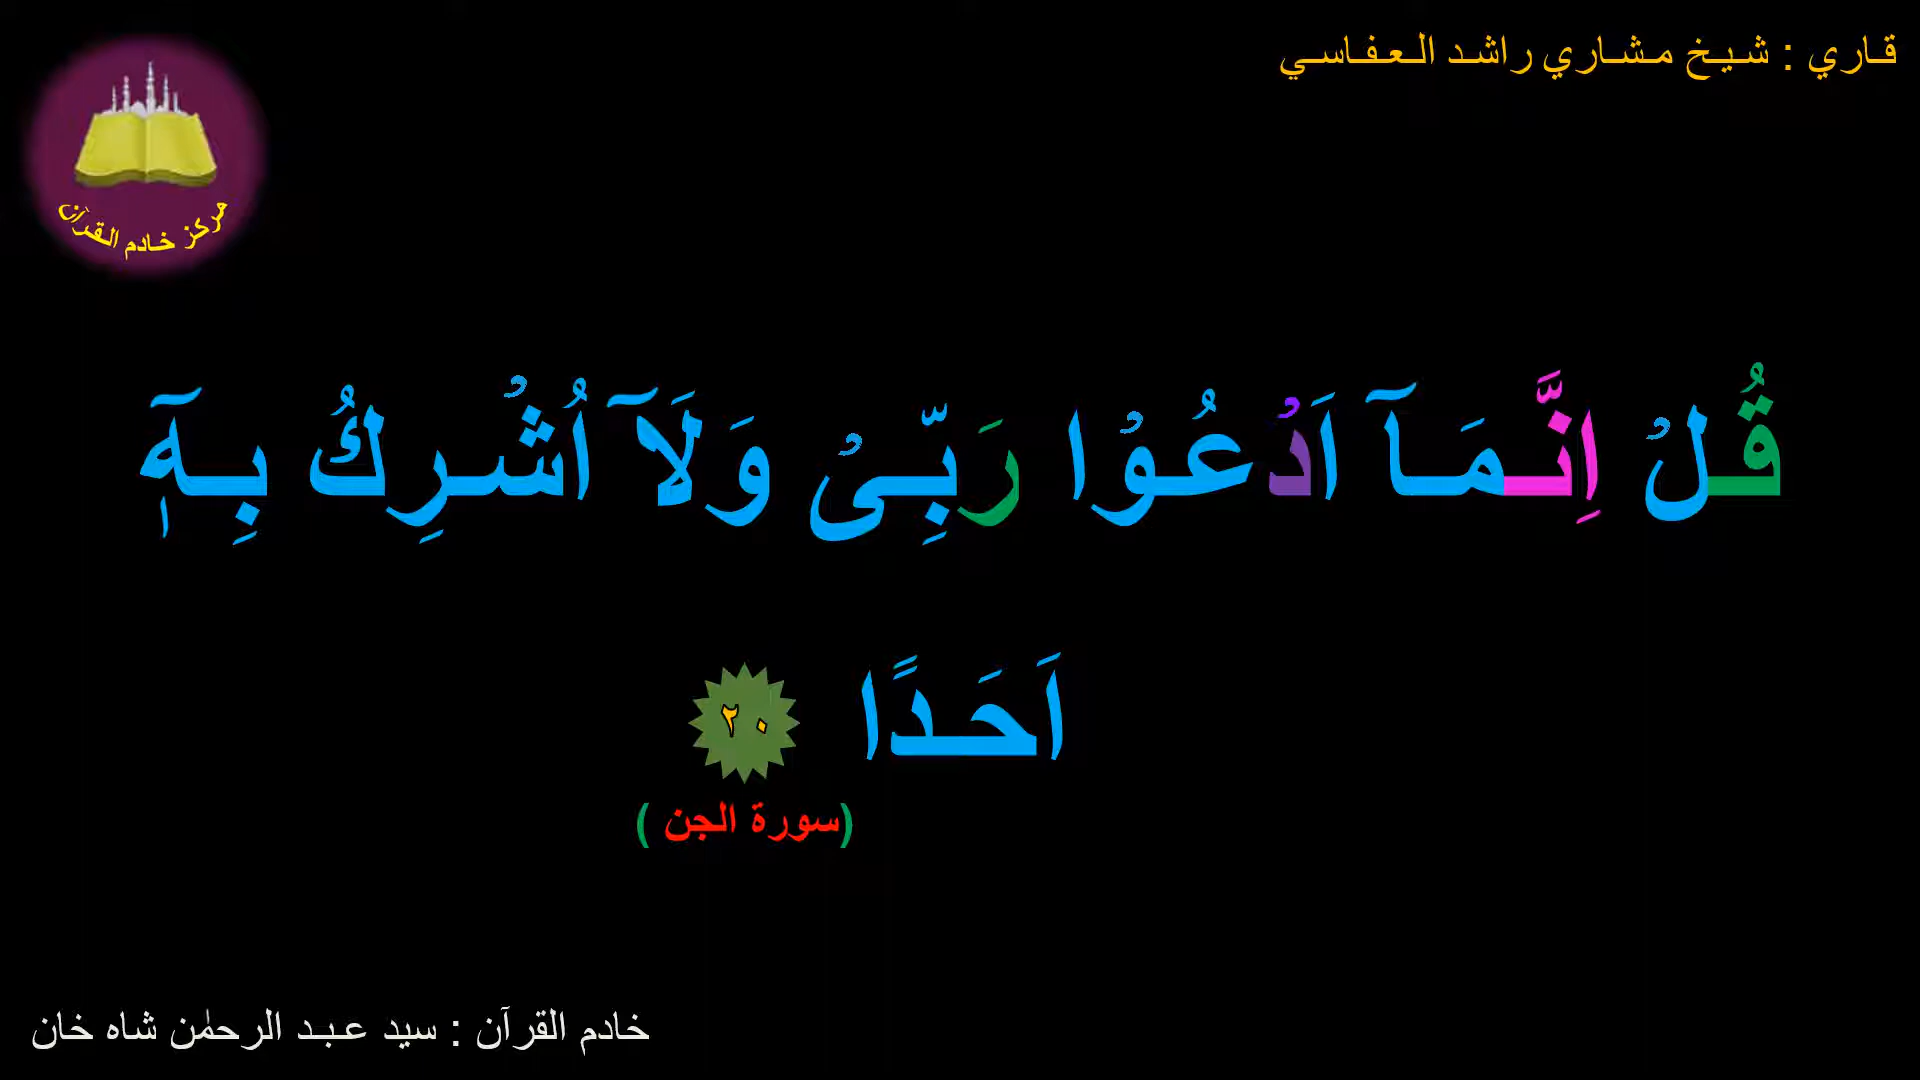 قاري : شيخ مشاري راشد العفاسي
مركز خادم القرآن
قُلْ اِنَّمَآ اَدْعُوْا رَبِّىْ وَلَآ اُشْرِكُ بِهٖٓ
اَحَدًا ٢٠
(سورة الجن )
خادم القرآن : سيد عبد الرحمٰن شاه خان